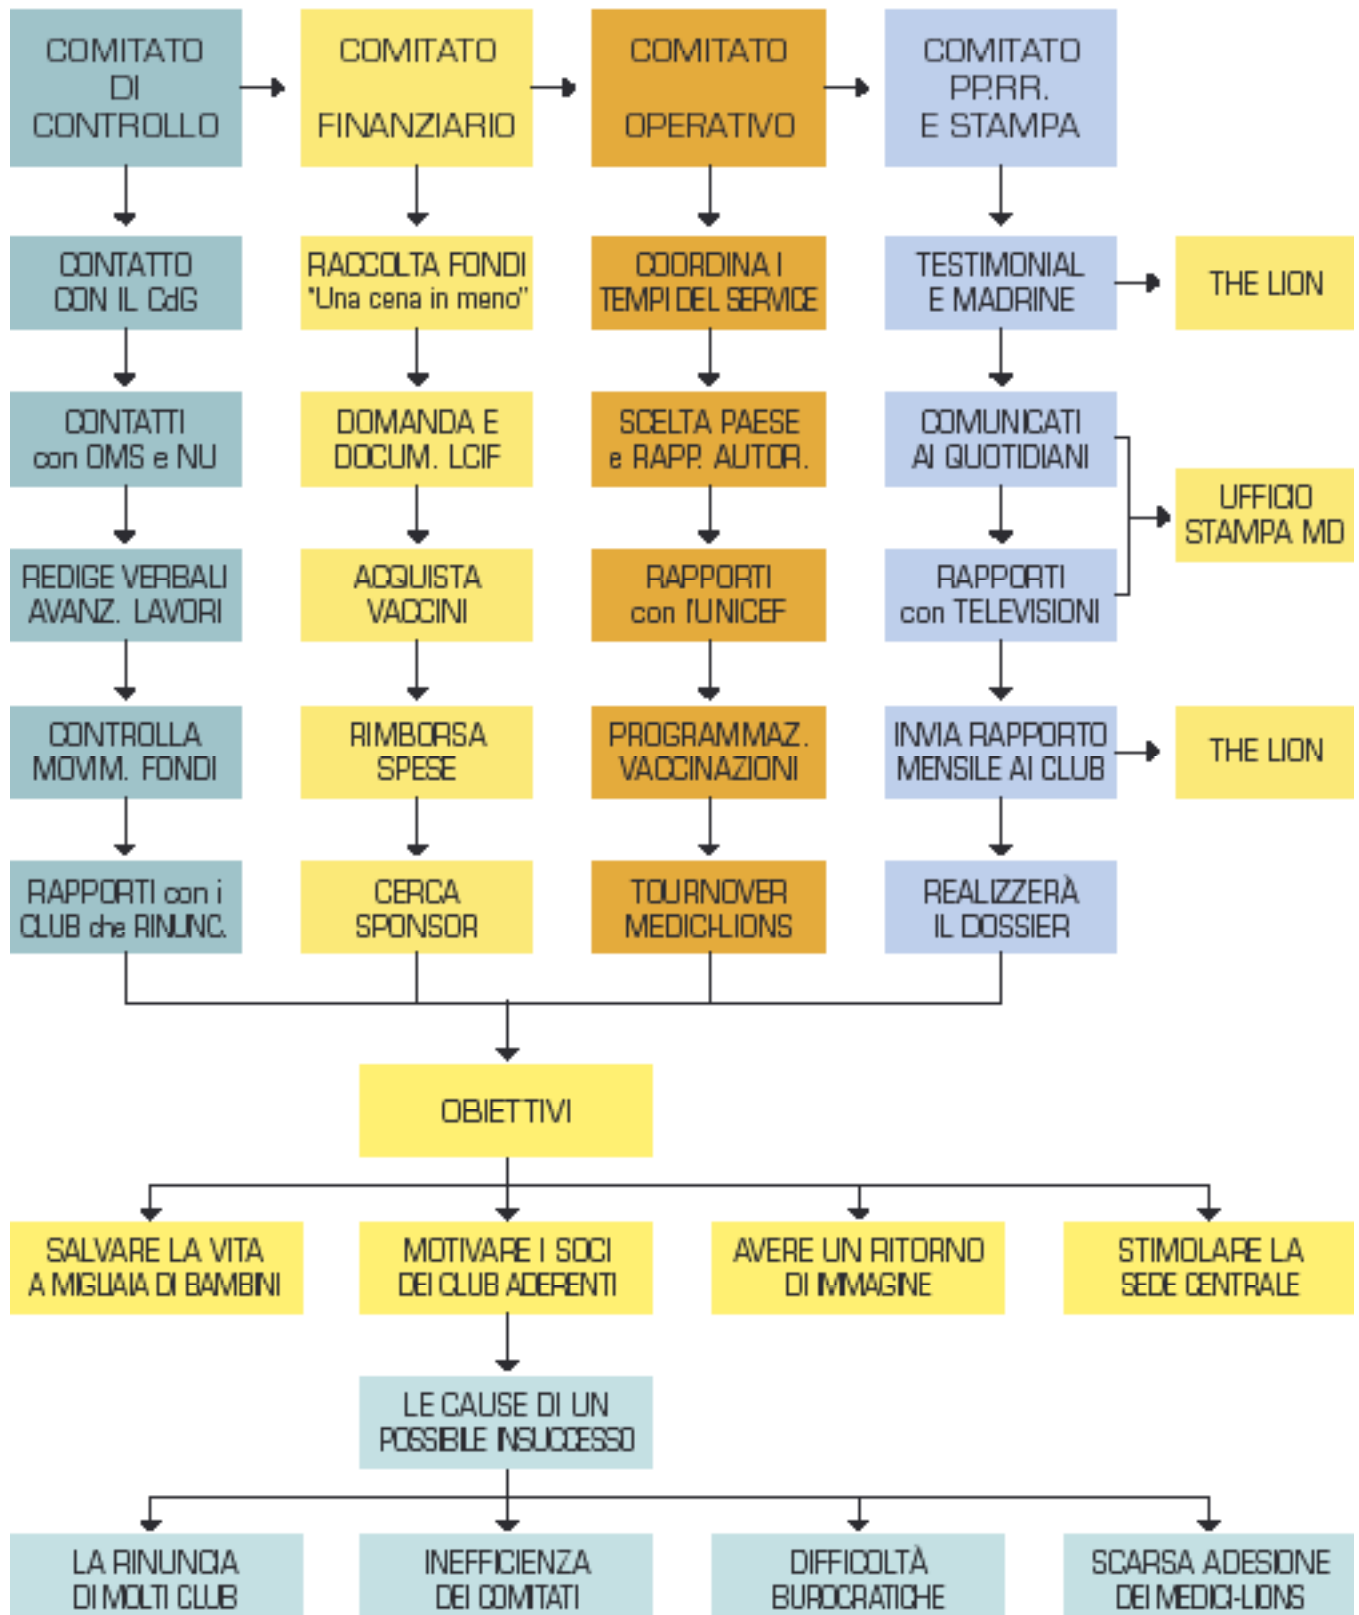 COMITATO
DI
CONTROLLO
COMITATO
FINANZIARIO
COMITATO
OPERATIVO
COMITATO
PP.RR.
E STAMPA
CONTATTO
CON IL CdG
RACCOLTA FONDI
"Una cena in meno"
COORDINA I
TEMPI DEL SERVICE
TESTIMONIAL
E MADRINE
THE LION
CONTATTI
con OMS e NU
DOMANDA E
DOCUM. LCIF
SCELTA PAESE
e RAPP. AUTOR.
COMUNICATI
AI QUOTIDIANI
UFFICIO
STAMPA MD
REDIGE VERBALI
AVANZ. LAVORI
ACQUISTA
VACCINI
RAPPORTI
con l'UNICEF
RAPPORTI
con TELEVISIONI
CONTROLLA
MOVIM. FONDI
RIMBORSA
SPESE
PROGRAMMAZ.
VACCINAZIONI
INVIA RAPPORTO
MENSILE AI CLUB
THE LION
RAPPORTI con i
CLUB che RINUNC.
CERCA
SPONSOR
TOURNOVER
MEDICI-LIONS
REALIZZERÀ
IL DOSSIER
OBIETTIVI
SALVARE LA VITA
A MIGLIAIA DI BAMBINI
MOTIVARE I SOCI
DEI CLUB ADERENTI
AVERE UN RITORNO
DI IMMAGINE
STIMOLARE LA
SEDE CENTRALE
LE CAUSE DI UN
POSSIBILE INSUCCESSO
LA RINUNCIA
DI MOLTI CLUB
INEFFICIENZA
DEI COMITATI
DIFFICOLTÀ
BUROCRATICHE
SCARSA ADESIONE
DEI MEDICI-LIONS